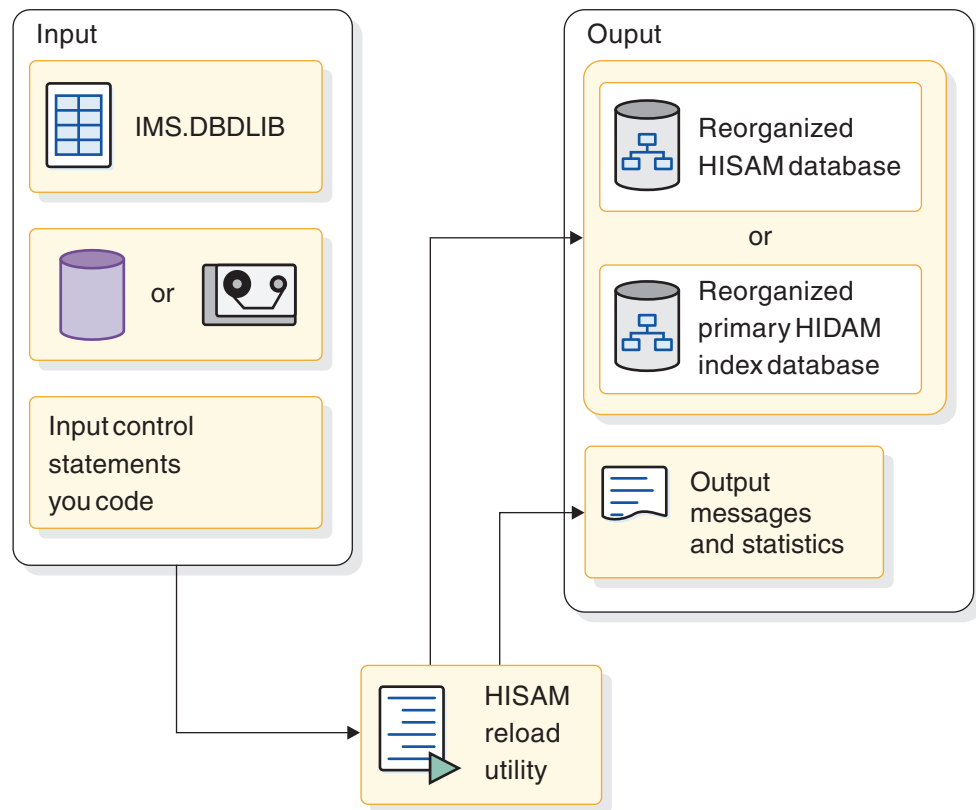 Input
IMS.DBDLIB
or
Input control
statements
you code
Ouput
Reorganized
HISAM database
or
Reorganized
primary HIDAM
index database
Output
messages
and statistics
HISAM
reload
utility